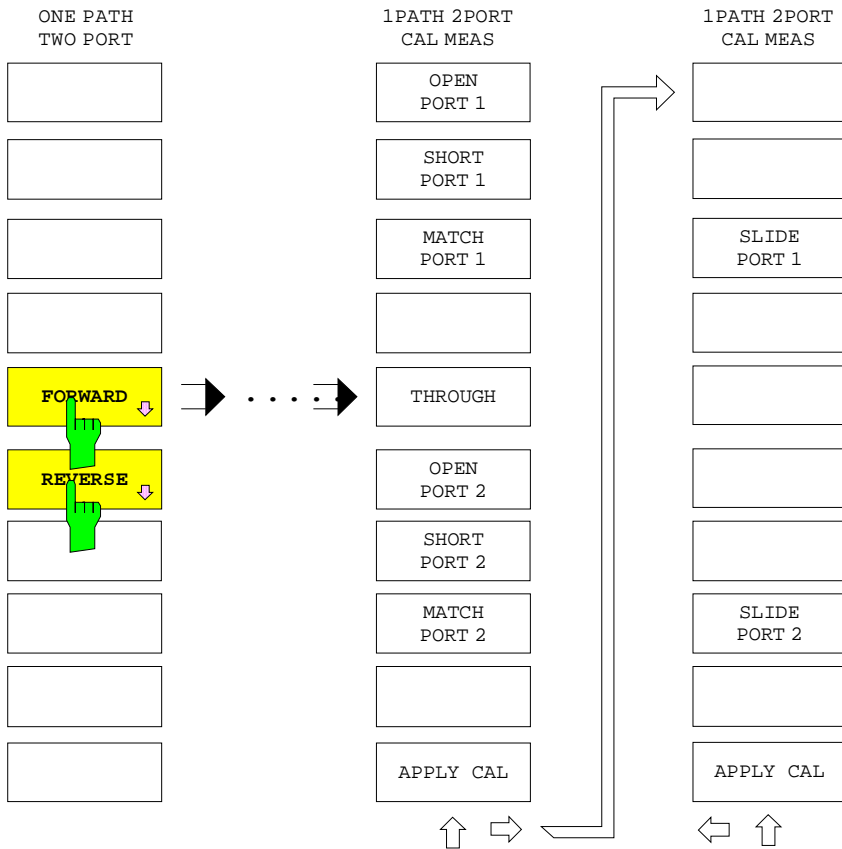 ONE PATH
TWO PORT
FORWARD
REVERSE
1PATH 2PORT
CAL MEAS
OPEN
PORT 1
SHORT
PORT 1
MATCH
PORT 1
THROUGH
OPEN
PORT 2
SHORT
PORT 2
MATCH
PORT 2
APPLY CAL
1PATH 2PORT
CAL MEAS
SLIDE
PORT 1
SLIDE
PORT 2
APPLY CAL